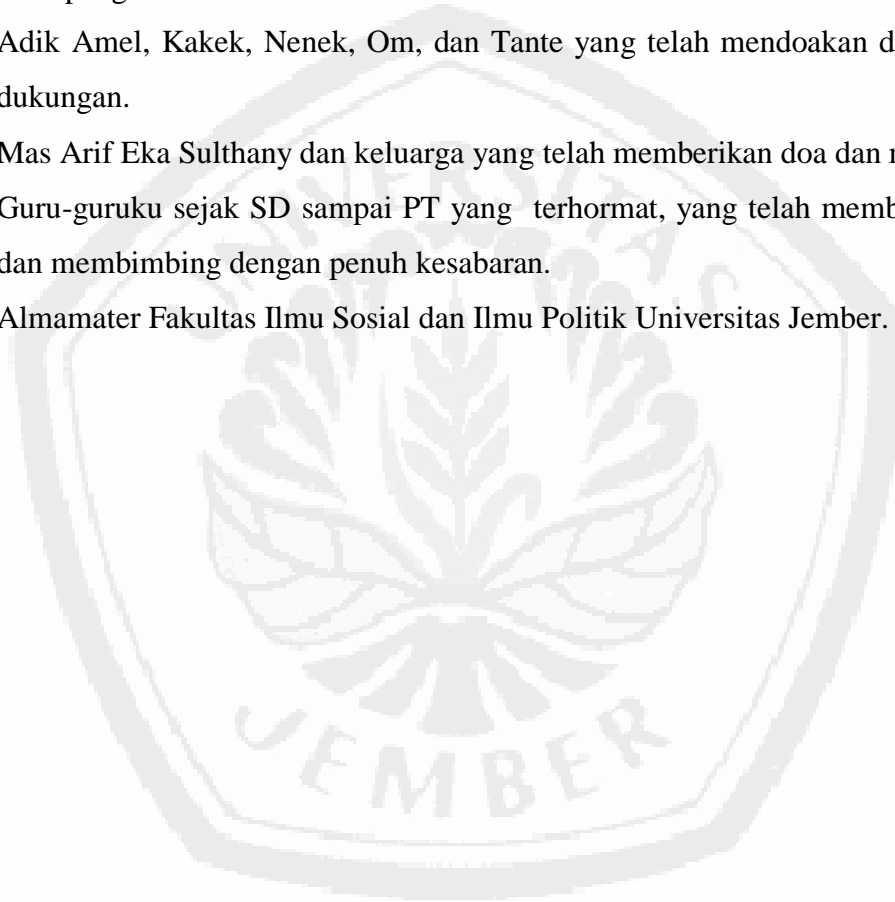 Adik Amel, Kakek, Nenek, Om, dan Tante yang telah mendoakan
dukungan.
Mas Arif Eka Sulthany dan keluarga yang telah memberikan doa dan
Guru-guruku sejak SD sampai PT yang terhormat, yang telah
dan membimbing dengan penuh kesabaran.
Almamater Fakultas Ilmu Sosial dan Ilmu Politik Universitas Jember.
UNIVERSITAS
JEMBER